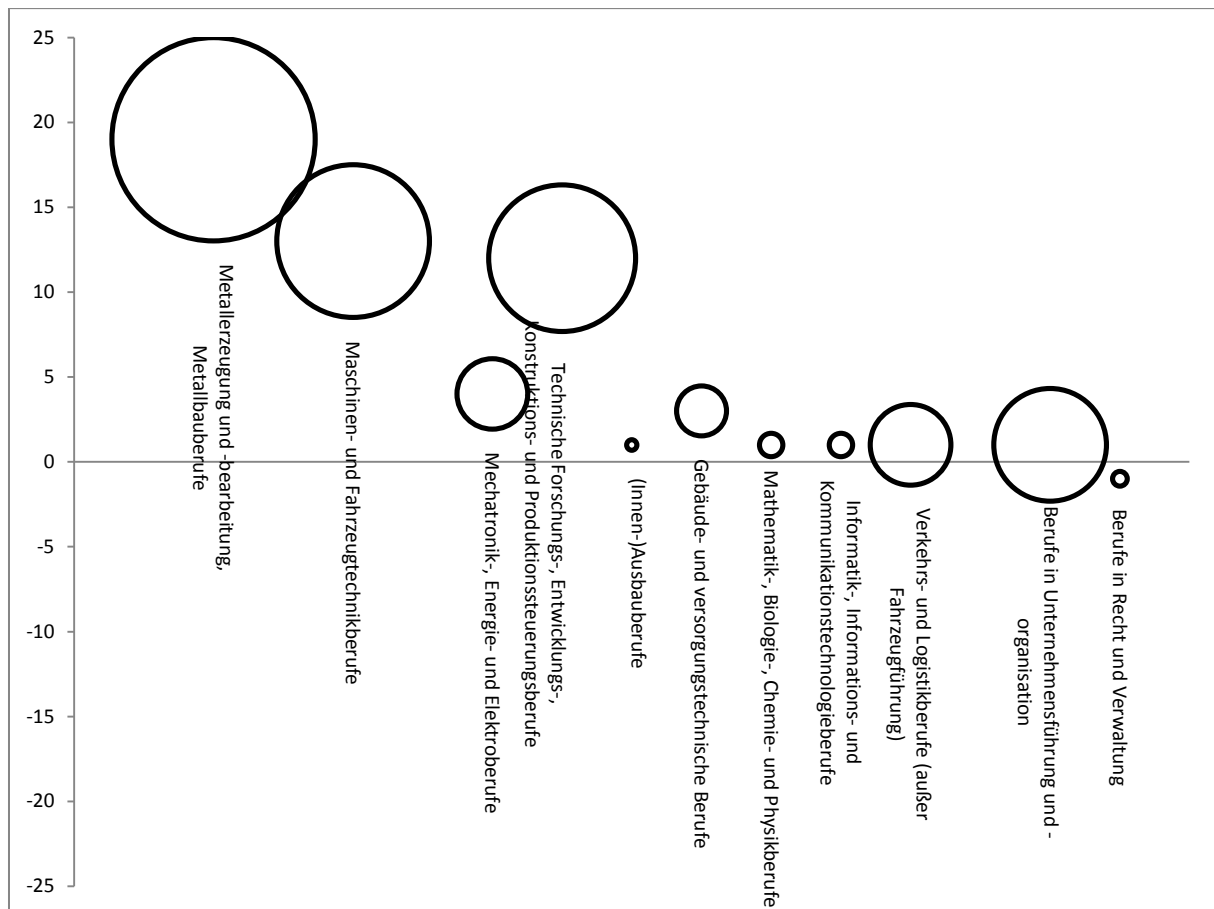 25
20
15
10
5
0
-5
-10
-15
-20
-25
Metallerzeugung und -bearbeitung,
Metallbauberufe
Maschinen- und Fahrzeugtechnikberufe
Mechatronik-, Energie- und Elektroberufe
Technische Forschungs-, Entwicklungs-,
Konstruktions- und Produktionssteuerungsberufe
(Innen-)Ausbauberufe
Gebäude- und versorgungstechnische Berufe
Mathematik-, Biologie-, Chemie- und Physikberufe
Informatik-, Informations- und
Kommunikationstechnologieberufe
Verkehrs- und Logistikberufe (außer
Fahrzeugführung)
Berufe in Unternehmensführung und -
organisation
Berufe in Recht und Verwaltung